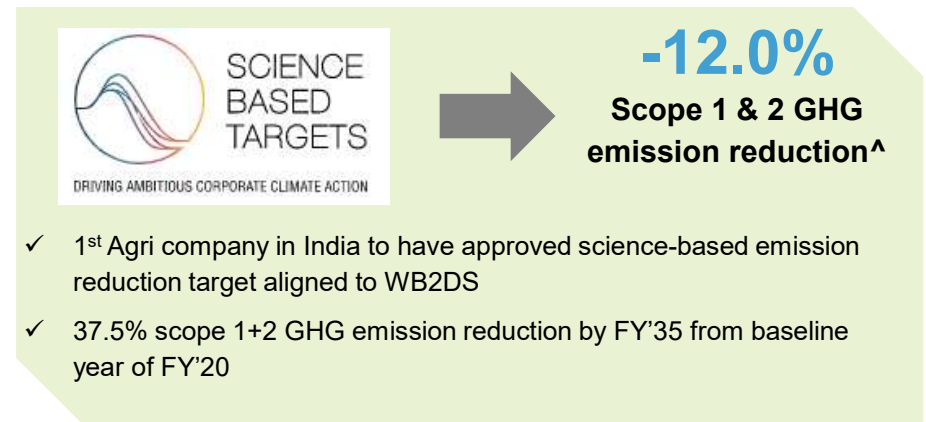 SCIENCE
BASED
TARGETS
DRIVING AMBITIOUS CORPORATE CLIMATE ACTION
-12.0%
Scope 1 & 2 GHG
emission reduction^
✓ 1st Agri company in India to have approved science-based emission
reduction target aligned to WB2DS
✓ 37.5% scope 1+2 GHG emission reduction by FY’35 from baseline
year of FY’20